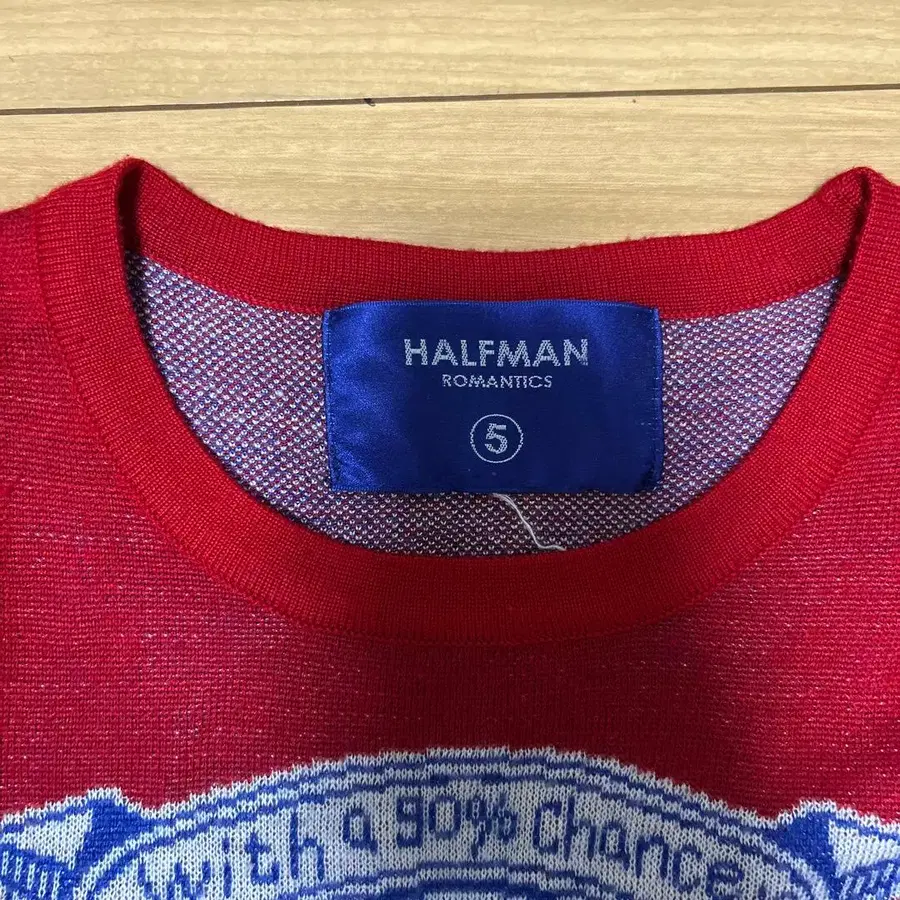 HALFMAN
ROMANTICS
5
with a 90% chance